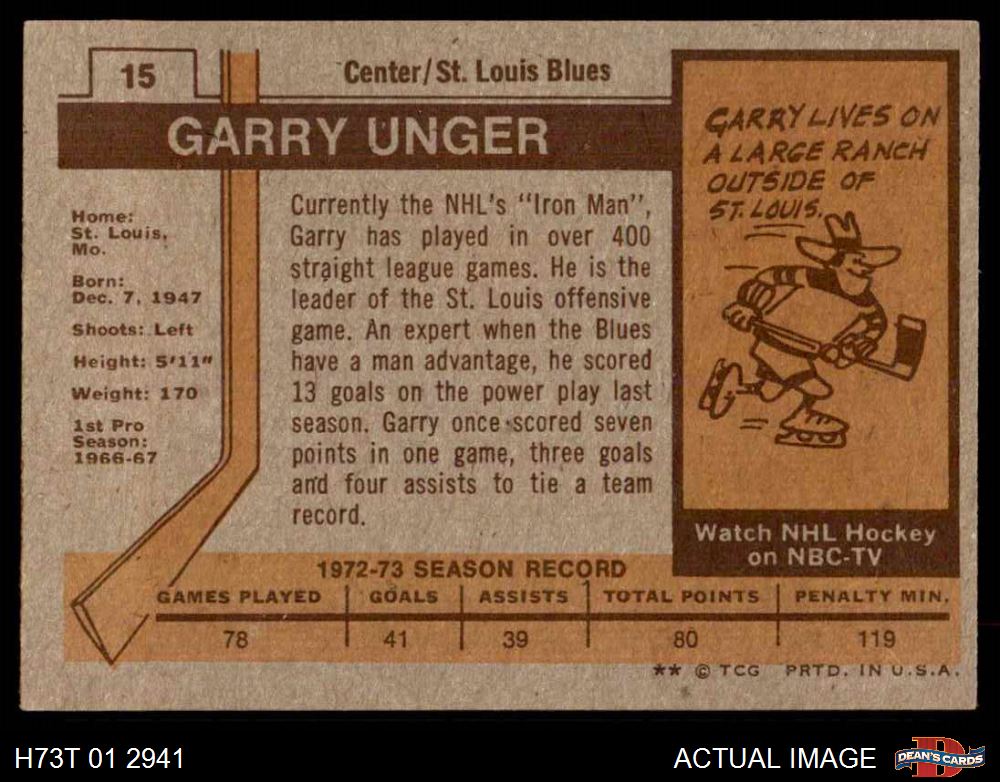 15
Center/St. Louis Blues
GARRY UNGER
Home:
St. Louis,
Mo.
Born:
Dec. 7, 1947
Shoots: Left
Height: 5'11"
Weight: 170
1st Pro
Season:
1966-67
Currently the NHL's "Iron Man",
Garry has played in over 400
straight league games. He is the
leader of the St. Louis offensive
game. An expert when the Blues
have a man advantage, he scored
13 goals on the power play last
season. Garry once scored seven
points in one game, three goals
and four assists to tie a team
record.
GARRY LIVES ON
A LARGE RANCH
OUTSIDE OF
ST. LOUIS.
Watch NHL Hockey
on NBC-TV
1972-73 SEASON RECORD
GAMES PLAYED GOALS ASSISTS TOTAL POINTS PENALTY MIN.
78 41 39 80 119
** © TCG PRTD. IN U.S.A.
H73T 01 2941
ACTUAL IMAGE
D
DEAN'S CARDS